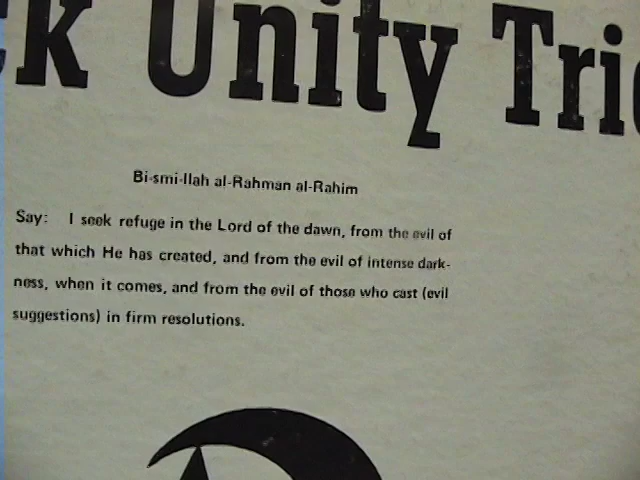 ck Unity Trio
Bi-smi-llah al-Rahman al-Rahim
Say: I seek refuge in the Lord of the dawn, from the evil of
that which He has created, and from the evil of intense dark-
ness, when it comes, and from the evil of those who cast (evil
suggestions) in firm resolutions.